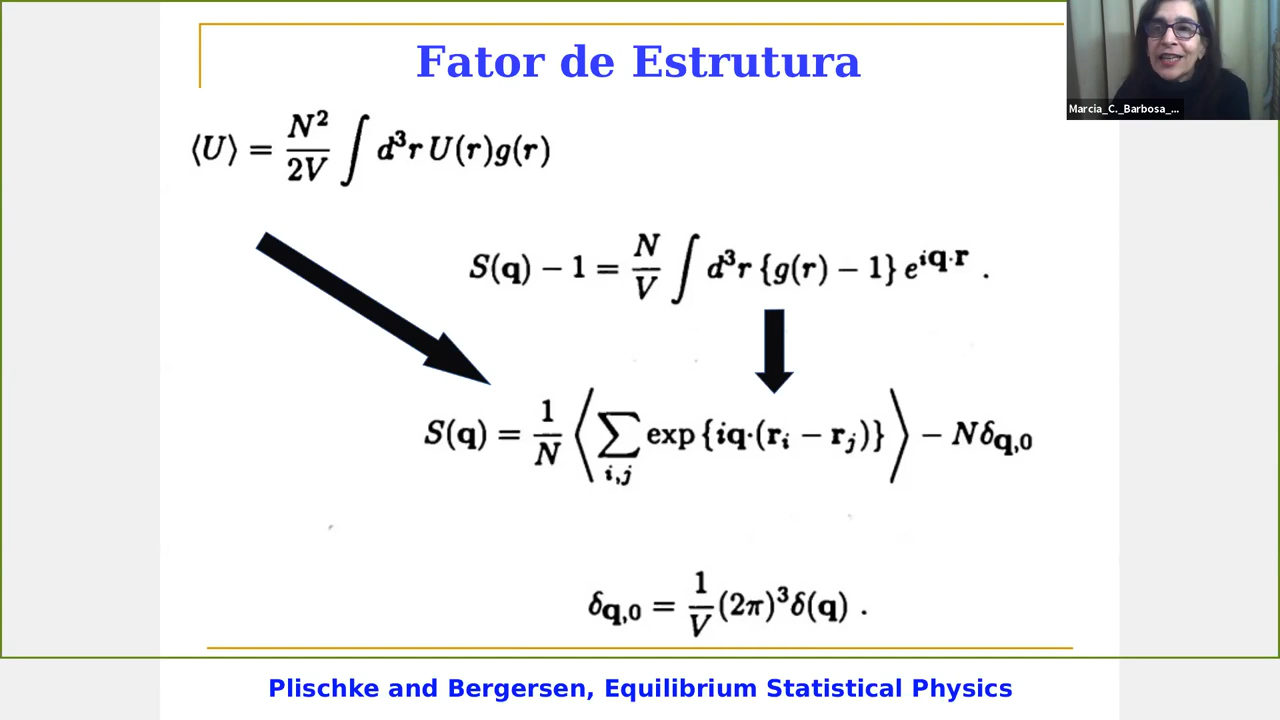 Fator de Estrutura
Marcia_C._Barbosa_...
⟨U⟩ = N²/2V ∫ d³r U(r)g(r)
S(q) − 1 = N/V ∫ d³r {g(r) − 1} e^{iq·r} .
S(q) = 1/N ⟨ ∑_{i,j} exp {iq·(r_i − r_j)} ⟩ − Nδ_{q,0}
δ_{q,0} = 1/V (2π)³δ(q) .
Plischke and Bergersen, Equilibrium Statistical Physics